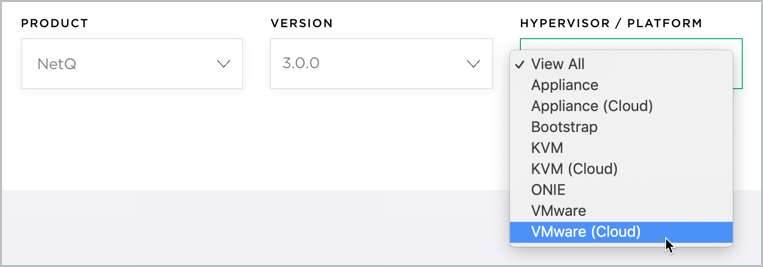 PRODUCT
VERSION
HYPERVISOR / PLATFORM
NetQ
3.0.0
✓ View All
Appliance
Appliance (Cloud)
Bootstrap
KVM
KVM (Cloud)
ONIE
VMware
VMware (Cloud)